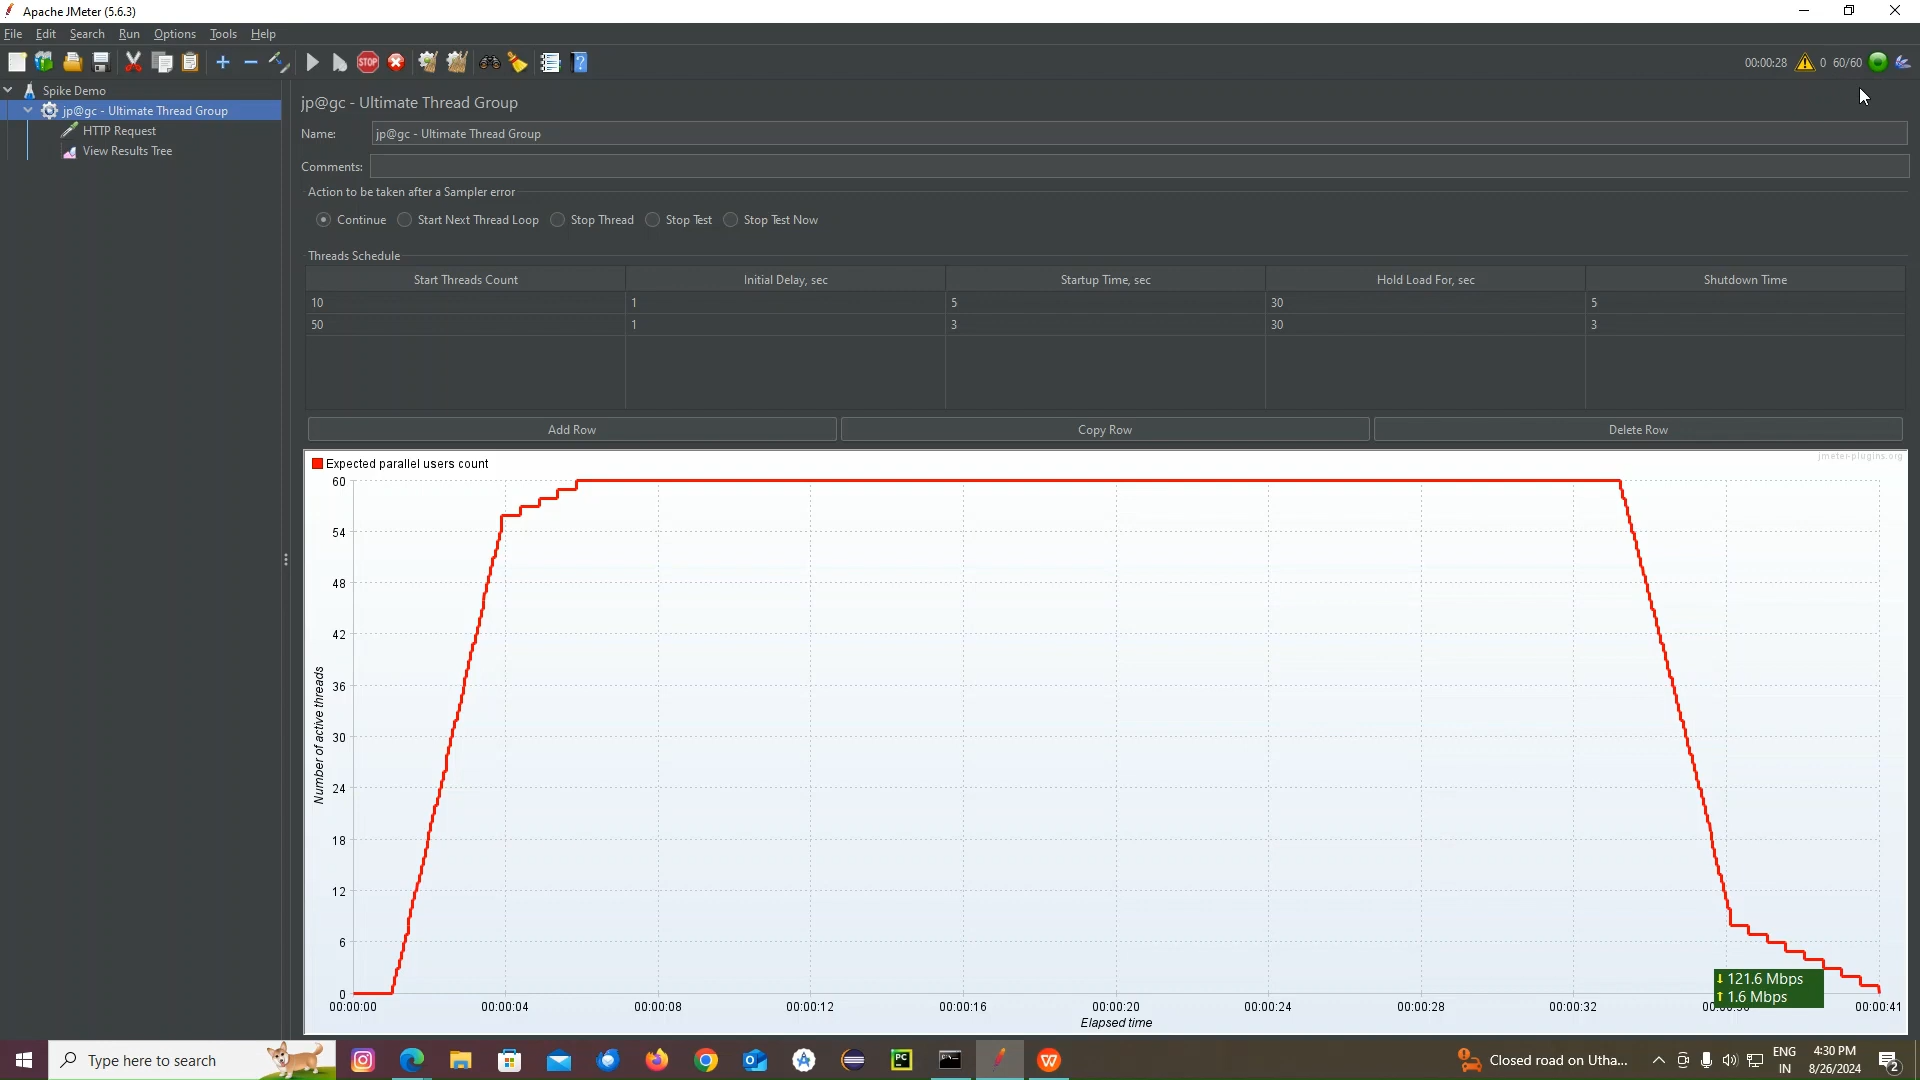 Apache JMeter (5.6.3)
File Edit Search Run Options Tools Help
STOP
00:00:28 0 60/60
Spike Demo
jp@gc - Ultimate Thread Group
HTTP Request
View Results Tree
jp@gc - Ultimate Thread Group
Name: jp@gc - Ultimate Thread Group
Comments:
Action to be taken after a Sampler error
Continue Start Next Thread Loop Stop Thread Stop Test Stop Test Now
Threads Schedule
Start Threads Count Initial Delay, sec Startup Time, sec Hold Load For, sec Shutdown Time
10 1 5 30 5
50 1 3 30 3
Add Row Copy Row Delete Row
Expected parallel users count
jmeter-plugins.org
60
54
48
42
36
30
24
18
12
6
0
Number of active threads
00:00:00 00:00:04 00:00:08 00:00:12 00:00:16 00:00:20 00:00:24 00:00:28 00:00:32 00:00:41
Elapsed time
121.6 Mbps
1.6 Mbps
Type here to search
PC
Closed road on Utha...
ENG
IN
4:30 PM
8/26/2024
2